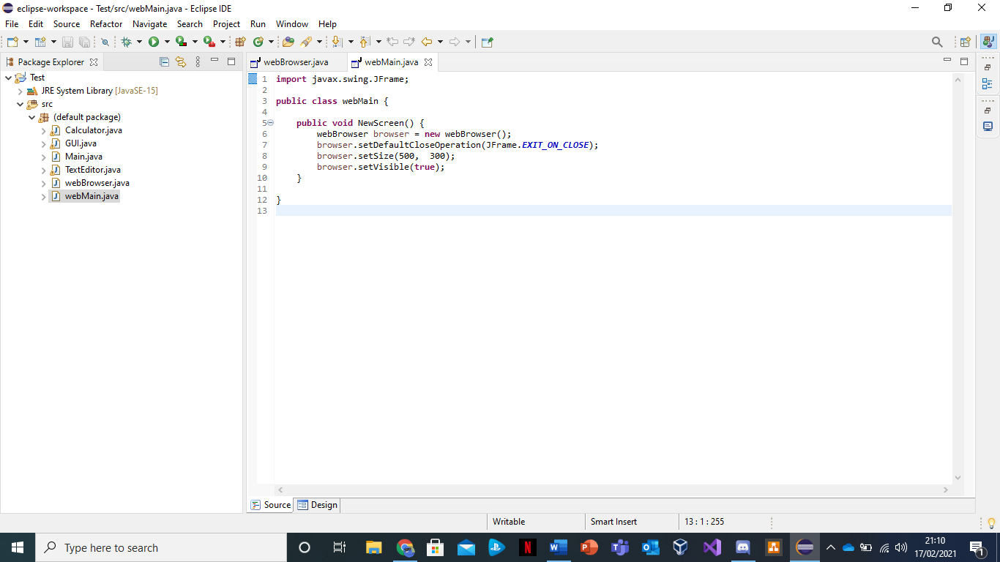 eclipse-workspace - Test/src/webMain.java - Eclipse IDE
File Edit Source Refactor Navigate Search Project Run Window Help
Package Explorer
webBrowser.java
webMain.java
Test
JRE System Library [JavaSE-15]
src
(default package)
Calculator.java
GUI.java
Main.java
TextEditor.java
webBrowser.java
webMain.java
1 import javax.swing.JFrame;
2
3 public class webMain {
4
5 public void NewScreen() {
6 webBrowser browser = new webBrowser();
7 browser.setDefaultCloseOperation(JFrame.EXIT_ON_CLOSE);
8 browser.setSize(500,  300);
9 browser.setVisible(true);
10 }
11
12 }
13
Source Design
Writable Smart Insert 13 : 1 : 255
Type here to search
21:10
17/02/2021
1